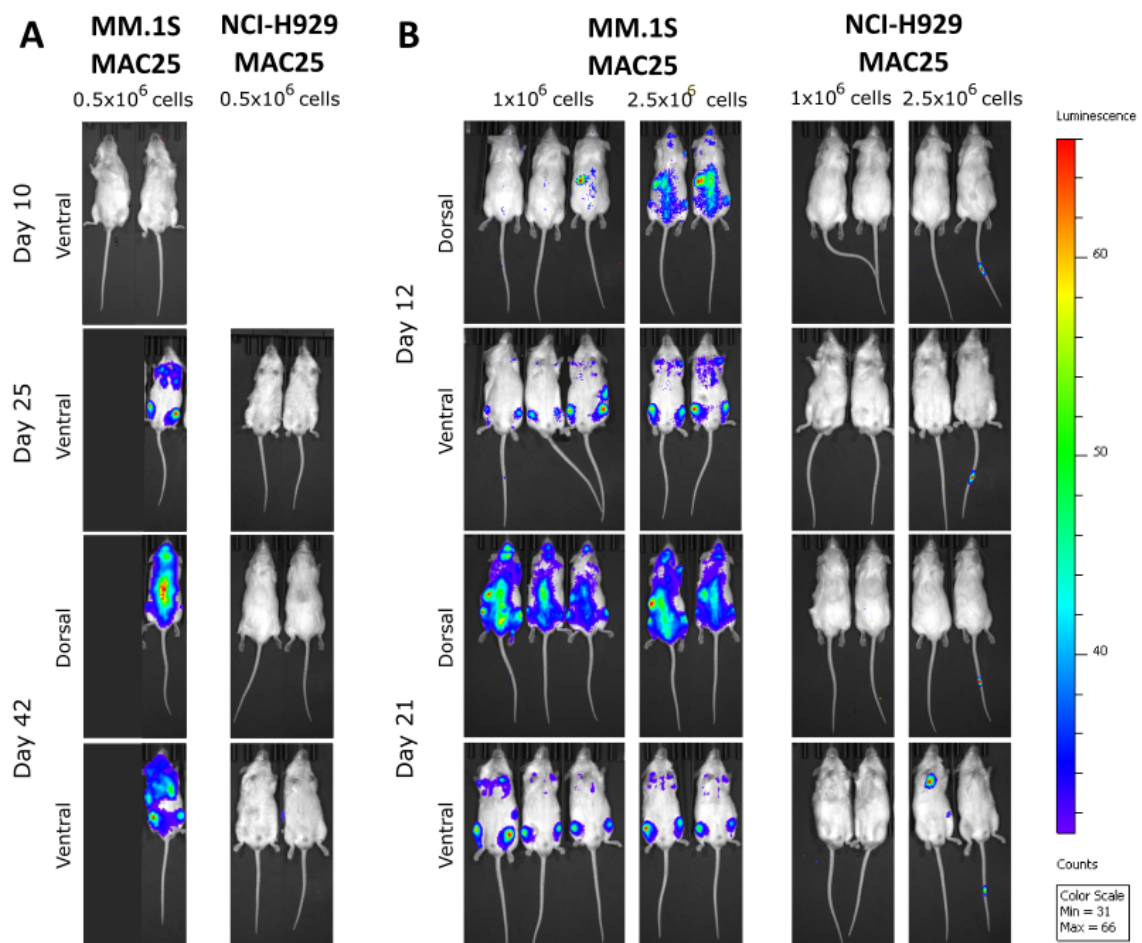 A
MM.1S
MAC25
0.5x10^6 cells
NCI-H929
MAC25
0.5x10^6 cells
Day 10
Ventral
Day 25
Ventral
Day 42
Dorsal
Ventral
B
MM.1S
MAC25
1x10^6 cells
2.5x10^6 cells
NCI-H929
MAC25
1x10^6 cells
2.5x10^6 cells
Day 12
Dorsal
Ventral
Day 21
Dorsal
Ventral
Luminescence
60
50
40
Counts
Color Scale
Min = 31
Max = 66